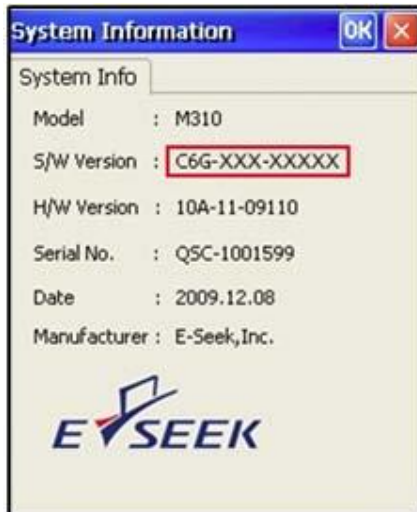 System Information OK X
System Info
Model : M310
S/W Version : C6G-XXX-XXXXX
H/W Version : 10A-11-09110
Serial No. : QSC-1001599
Date : 2009.12.08
Manufacturer : E-Seek,Inc.
E SEEK